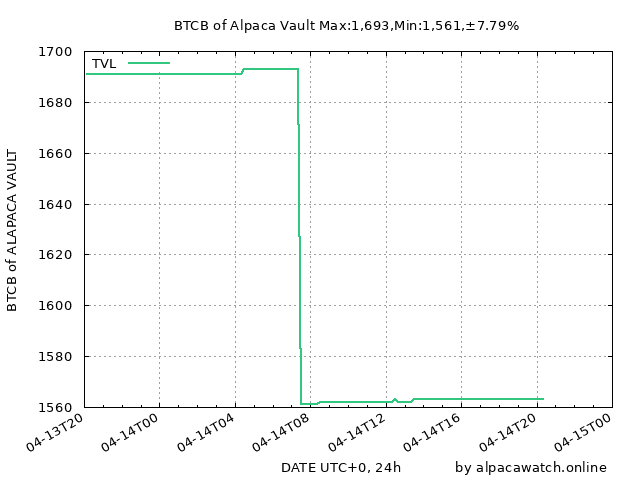 BTCB of Alpaca Vault Max:1,693,Min:1,561,±7.79%
TVL
BTCB of ALAPACA VAULT
1700
1680
1660
1640
1620
1600
1580
1560
04-13T20
04-14T00
04-14T04
04-14T08
04-14T12
04-14T16
04-14T20
04-15T00
DATE UTC+0, 24h
by alpacawatch.online